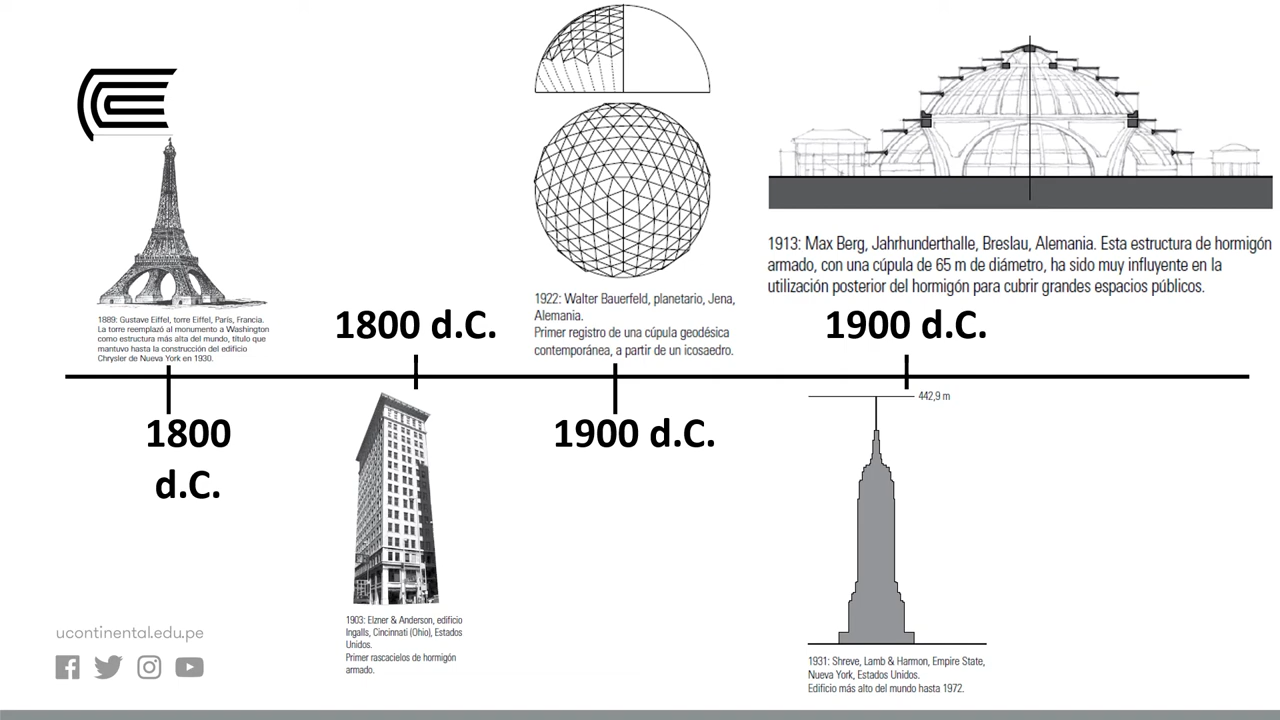 1889: Gustave Eiffel, torre Eiffel, París, Francia.
La torre reemplazó al monumento a Washington
como estructura más alta del mundo, título que
mantuvo hasta la construcción del edificio
Chrysler de Nueva York en 1930.
1800 d.C.
1922: Walter Bauerfeld, planetario, Jena,
Alemania.
Primer registro de una cúpula geodésica
contemporánea, a partir de un icosaedro.
1913: Max Berg, Jahrhunderthalle, Breslau, Alemania. Esta estructura de hormigón
armado, con una cúpula de 65 m de diámetro, ha sido muy influyente en la
utilización posterior del hormigón para cubrir grandes espacios públicos.
1900 d.C.
1800
d.C.
1900 d.C.
442,9 m
1903: Elzner & Anderson, edificio
Ingalls, Cincinnati (Ohio), Estados
Unidos.
Primer rascacielos de hormigón
armado.
1931: Shreve, Lamb & Harmon, Empire State,
Nueva York, Estados Unidos.
Edificio más alto del mundo hasta 1972.
ucontinental.edu.pe